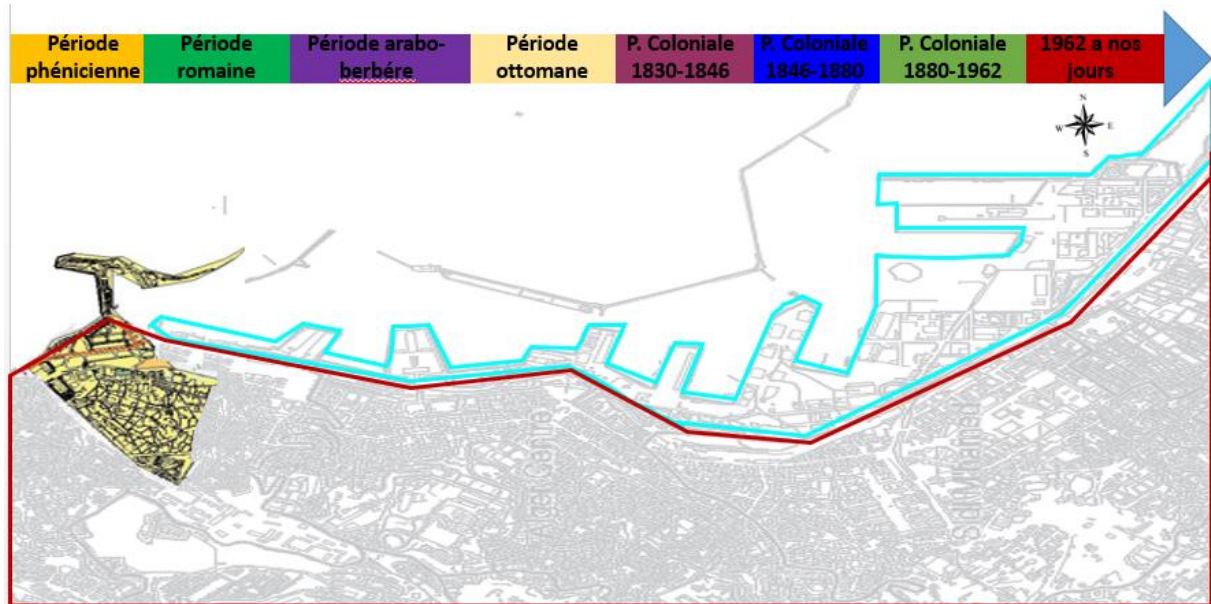 Période
phénicienne
Période
romaine
Période arabo-
berbére
Période
ottomane
P. Coloniale
1830-1846
P. Coloniale
1846-1880
P. Coloniale
1880-1962
1962 a nos
jours
N
W E
S